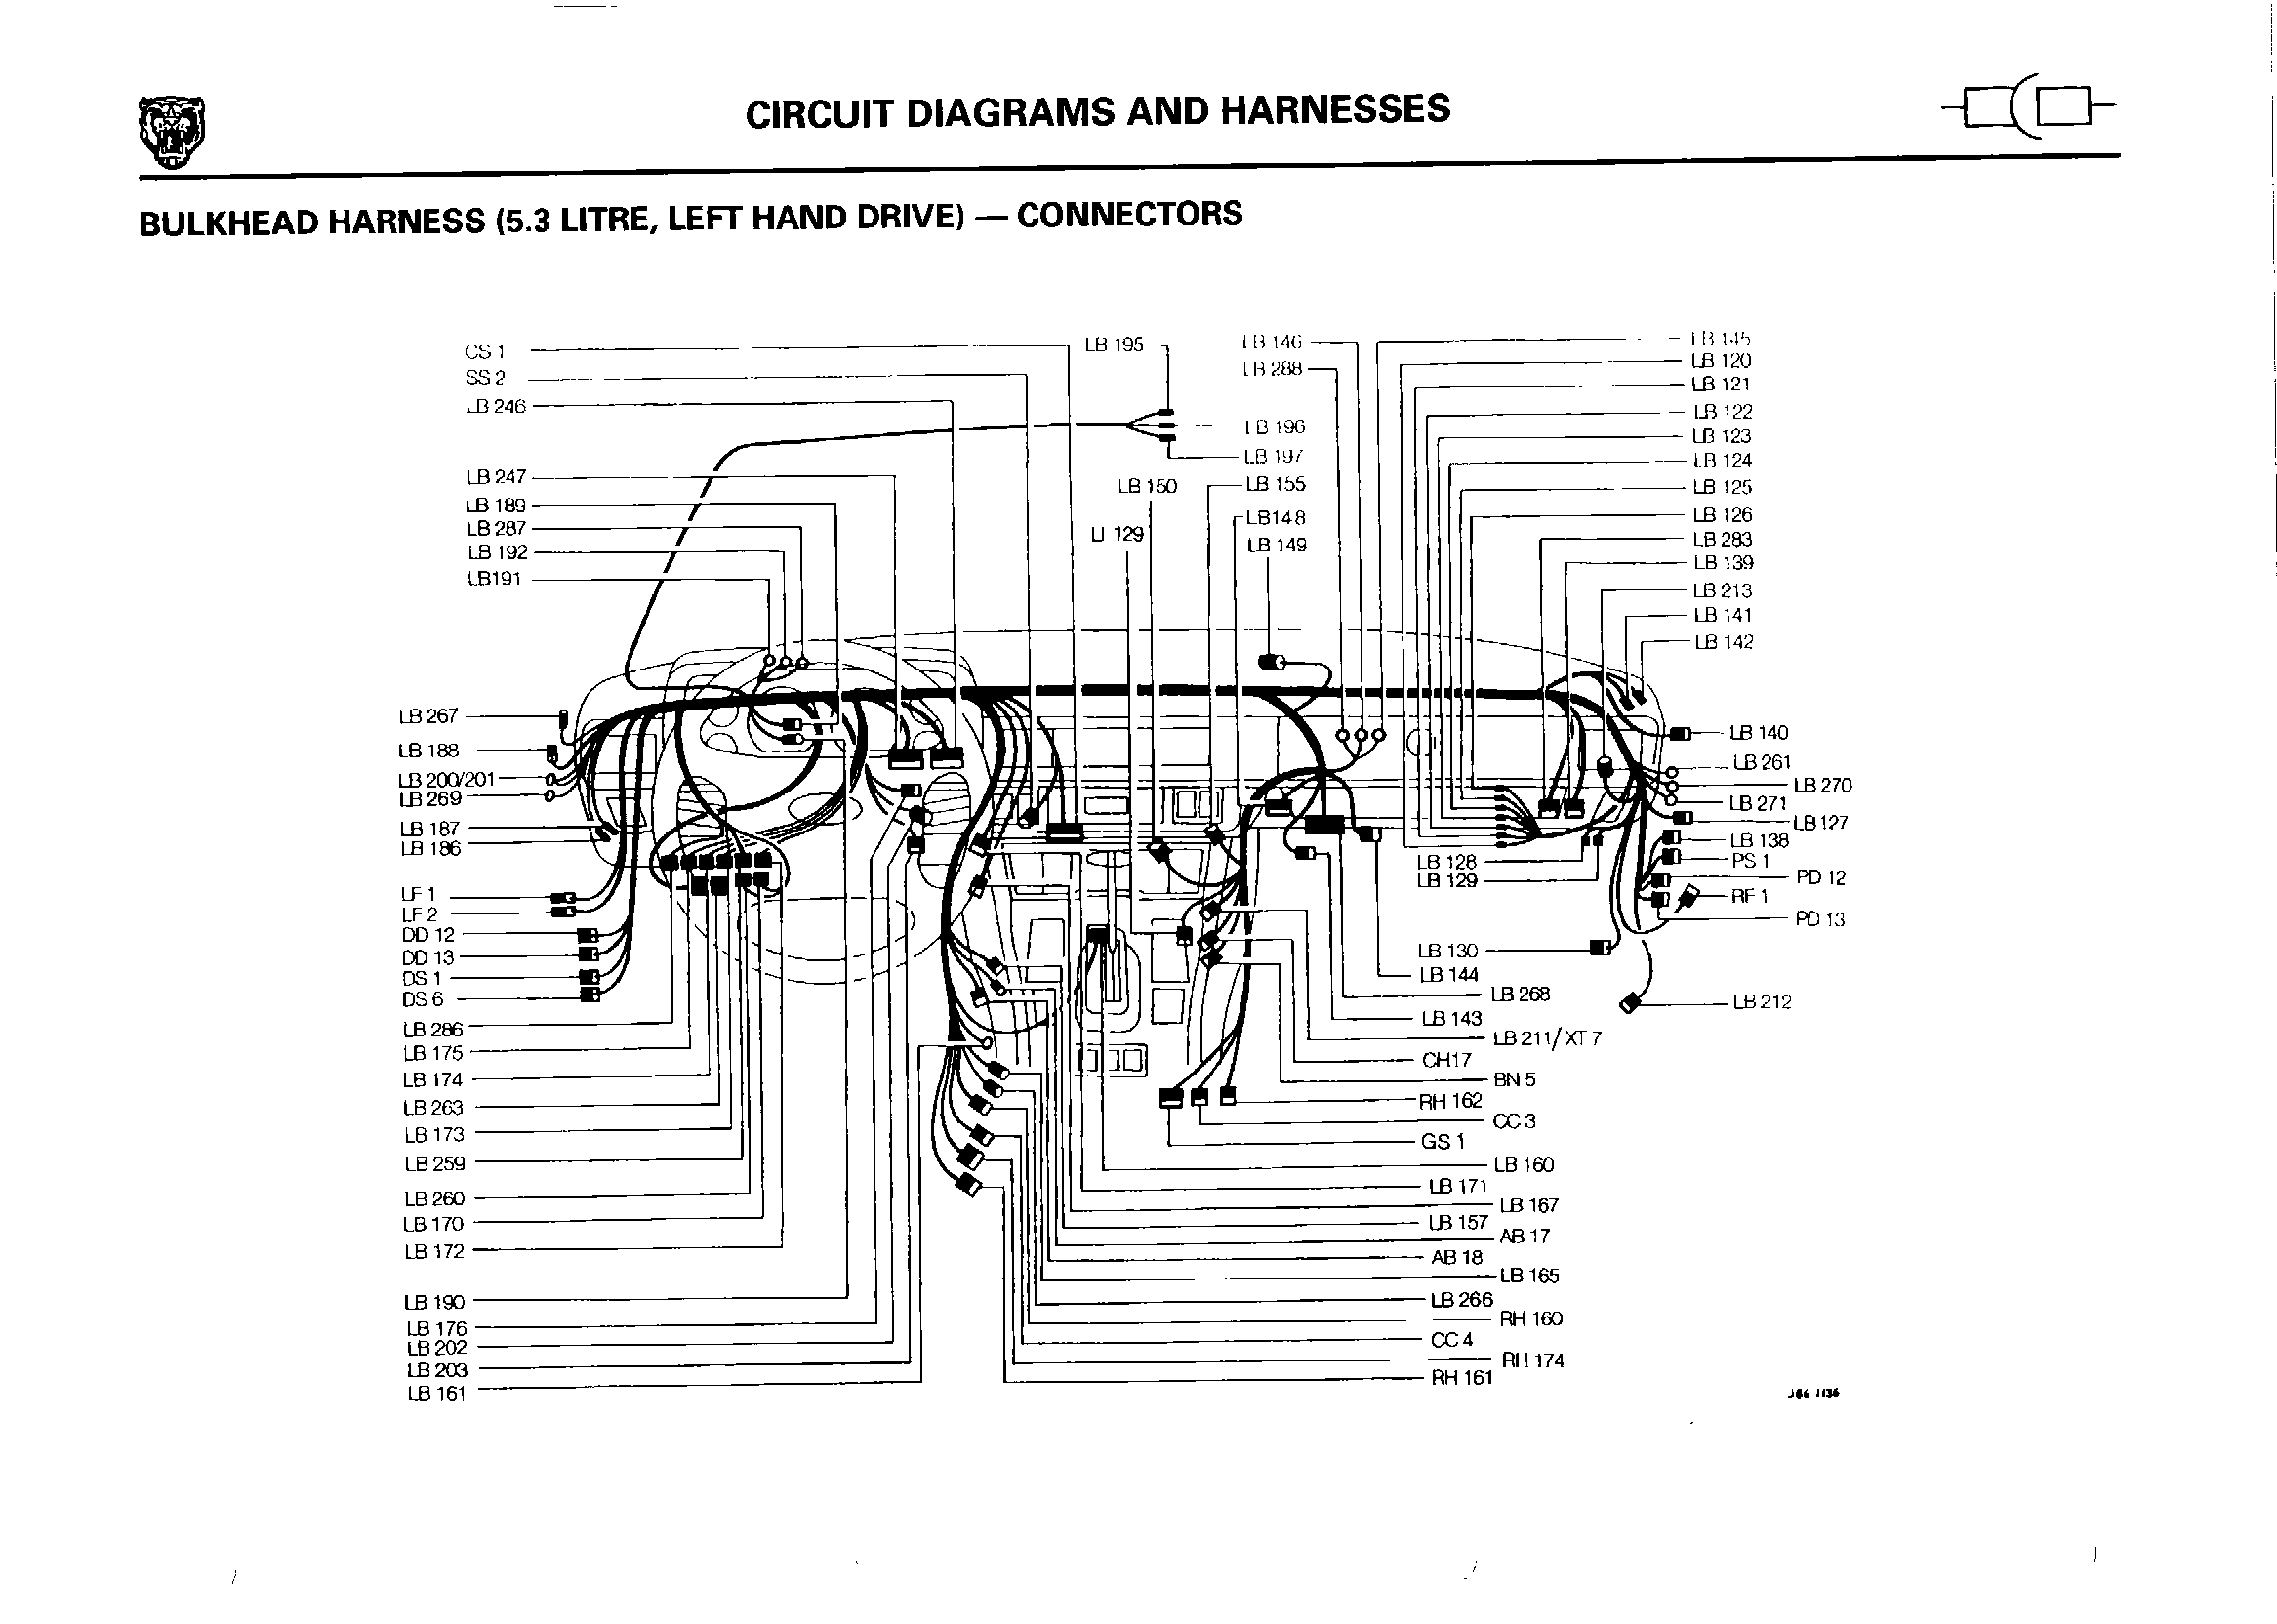 CIRCUIT DIAGRAMS AND HARNESSES
BULKHEAD HARNESS (5.3 LITRE, LEFT HAND DRIVE) — CONNECTORS
CS 1
SS 2
LB 246
LB 247
LB 189
LB 287
LB 192
LB191
LB 195
LB 196
LB 197
LB 150
LB 155
LI 129
LB148
LB 149
LB 146
LB 288
LB 145
LB 120
LB 121
LB 122
LB 123
LB 124
LB 125
LB 126
LB 283
LB 139
LB 213
LB 141
LB 142
LB 267
LB 188
LB 200/201
LB 269
LB 187
LB 186
LF 1
LF 2
DD 12
DD 13
DS 1
DS 6
LB 286
LB 175
LB 174
LB 263
LB 173
LB 259
LB 260
LB 170
LB 172
LB 190
LB 176
LB 202
LB 203
LB 161
LB 140
LB 261
LB 270
LB 271
LB 127
LB 138
PS 1
PD 12
RF 1
PD 13
LB 212
LB 128
LB 129
LB 130
LB 144
LB 268
LB 143
LB 211/XT 7
CH17
BN 5
RH 162
CC 3
GS 1
LB 160
LB 171
LB 167
LB 157
AB 17
AB 18
LB 165
LB 266
RH 160
CC 4
RH 174
RH 161
J86 1136